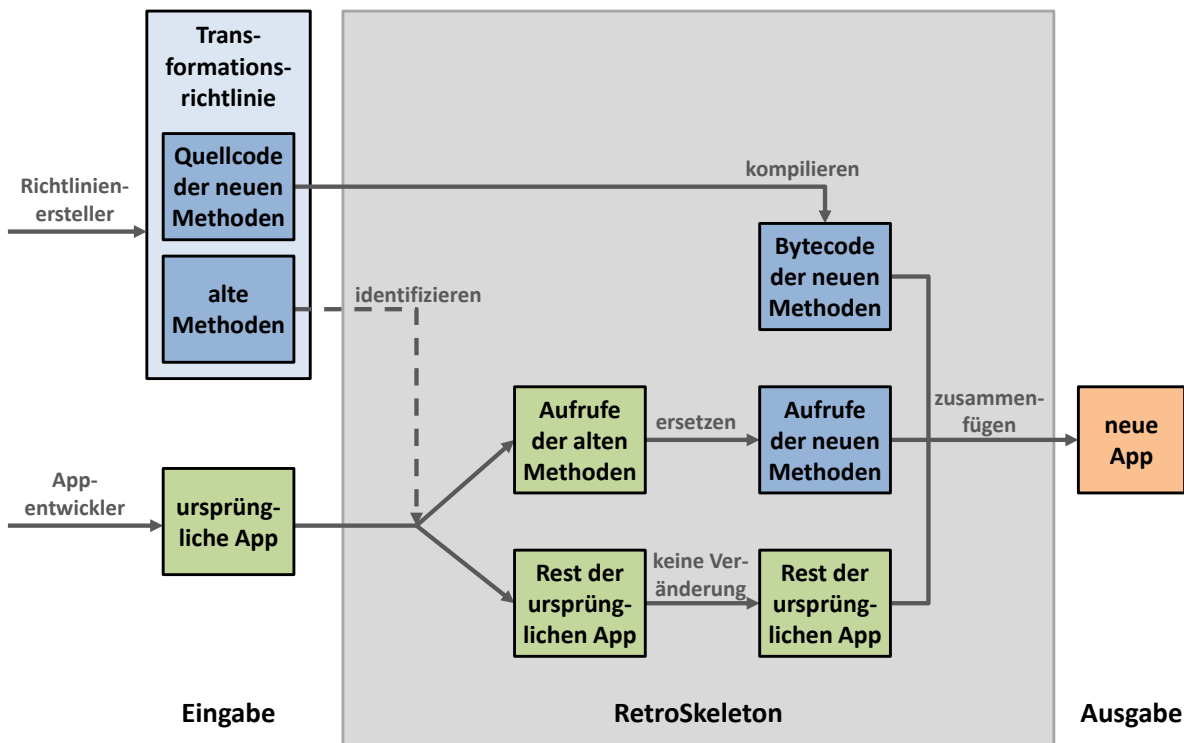 Trans-
formations-
richtlinie
Quellcode
der neuen
Methoden
Richtlinien-
ersteller
alte
Methoden
kompilieren
Bytecode
der neuen
Methoden
identifizieren
Aufrufe
der alten
Methoden
ersetzen
Aufrufe
der neuen
Methoden
zusammen-
fügen
neue
App
App-
entwickler
ursprüng-
liche App
Rest der
ursprüng-
lichen App
keine Ver-
änderung
Rest der
ursprüng-
lichen App
Eingabe
RetroSkeleton
Ausgabe